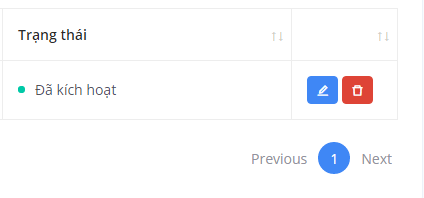 Trạng thái
Đã kích hoạt
Previous 1 Next